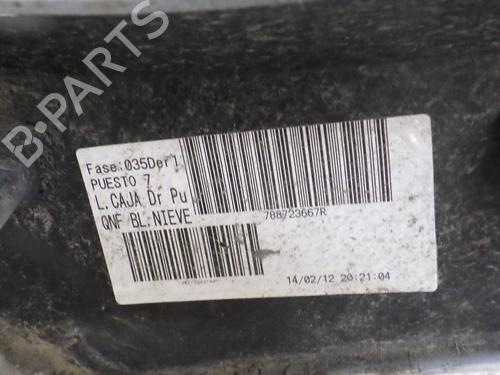 B-PARTS
Fase:035Der1
PUESTO 7
L.CAJA Dr Pu
QNF BL.NIEVE
788723667R
14/02/12 20:21:04